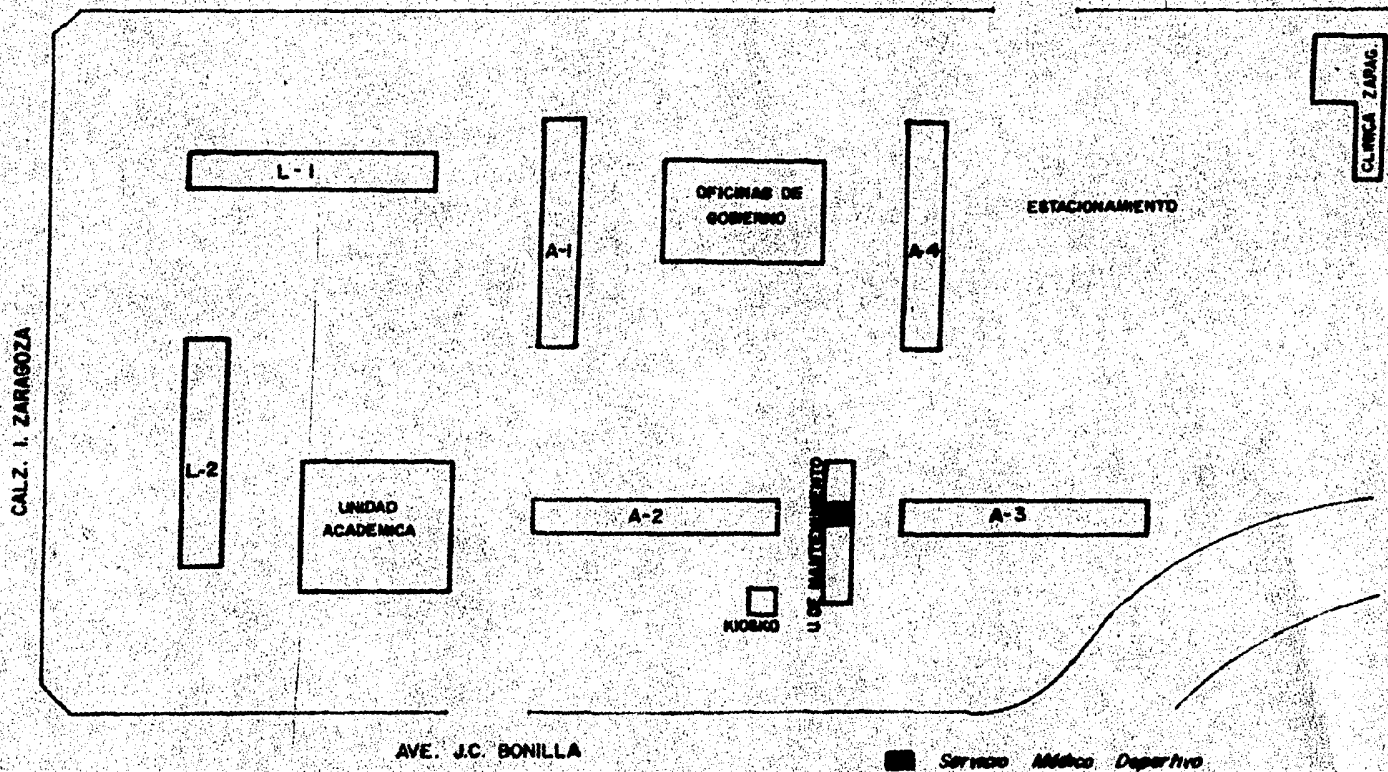 CLINICA ZARAG.
L-1
OFICINAS DE
GOBIERNO
ESTACIONAMIENTO
A-1
A-4
CALZ. I. ZARAGOZA
L-2
UNIDAD
ACADEMICA
A-2
U. DE MANTENIMIENTO
A-3
KIOSKO
AVE. J.C. BONILLA
Servicio Médico Deportivo